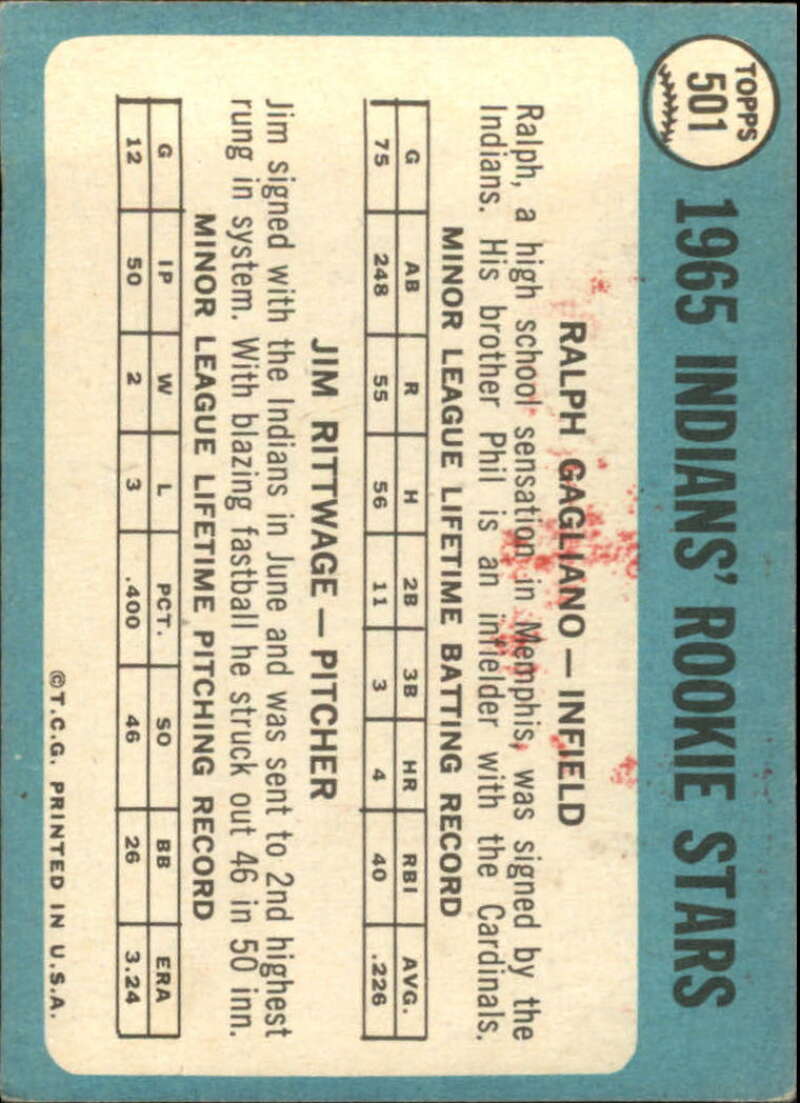 TOPPS
501
1965 INDIANS' ROOKIE STARS
RALPH GAGLIANO — INFIELD
Ralph, a high school sensation in Memphis, was signed by the
Indians. His brother Phil is an infielder with the Cardinals.
MINOR LEAGUE LIFETIME BATTING RECORD
G AB R H 2B 3B HR RBI AVG.
75 248 55 56 11 3 4 40 .226
JIM RITTWAGE — PITCHER
Jim signed with the Indians in June and was sent to 2nd highest
rung in system. With blazing fastball he struck out 46 in 50 inn.
MINOR LEAGUE LIFETIME PITCHING RECORD
G IP W L PCT. SO BB ERA
12 50 2 3 .400 46 26 3.24
©T.C.G. PRINTED IN U.S.A.